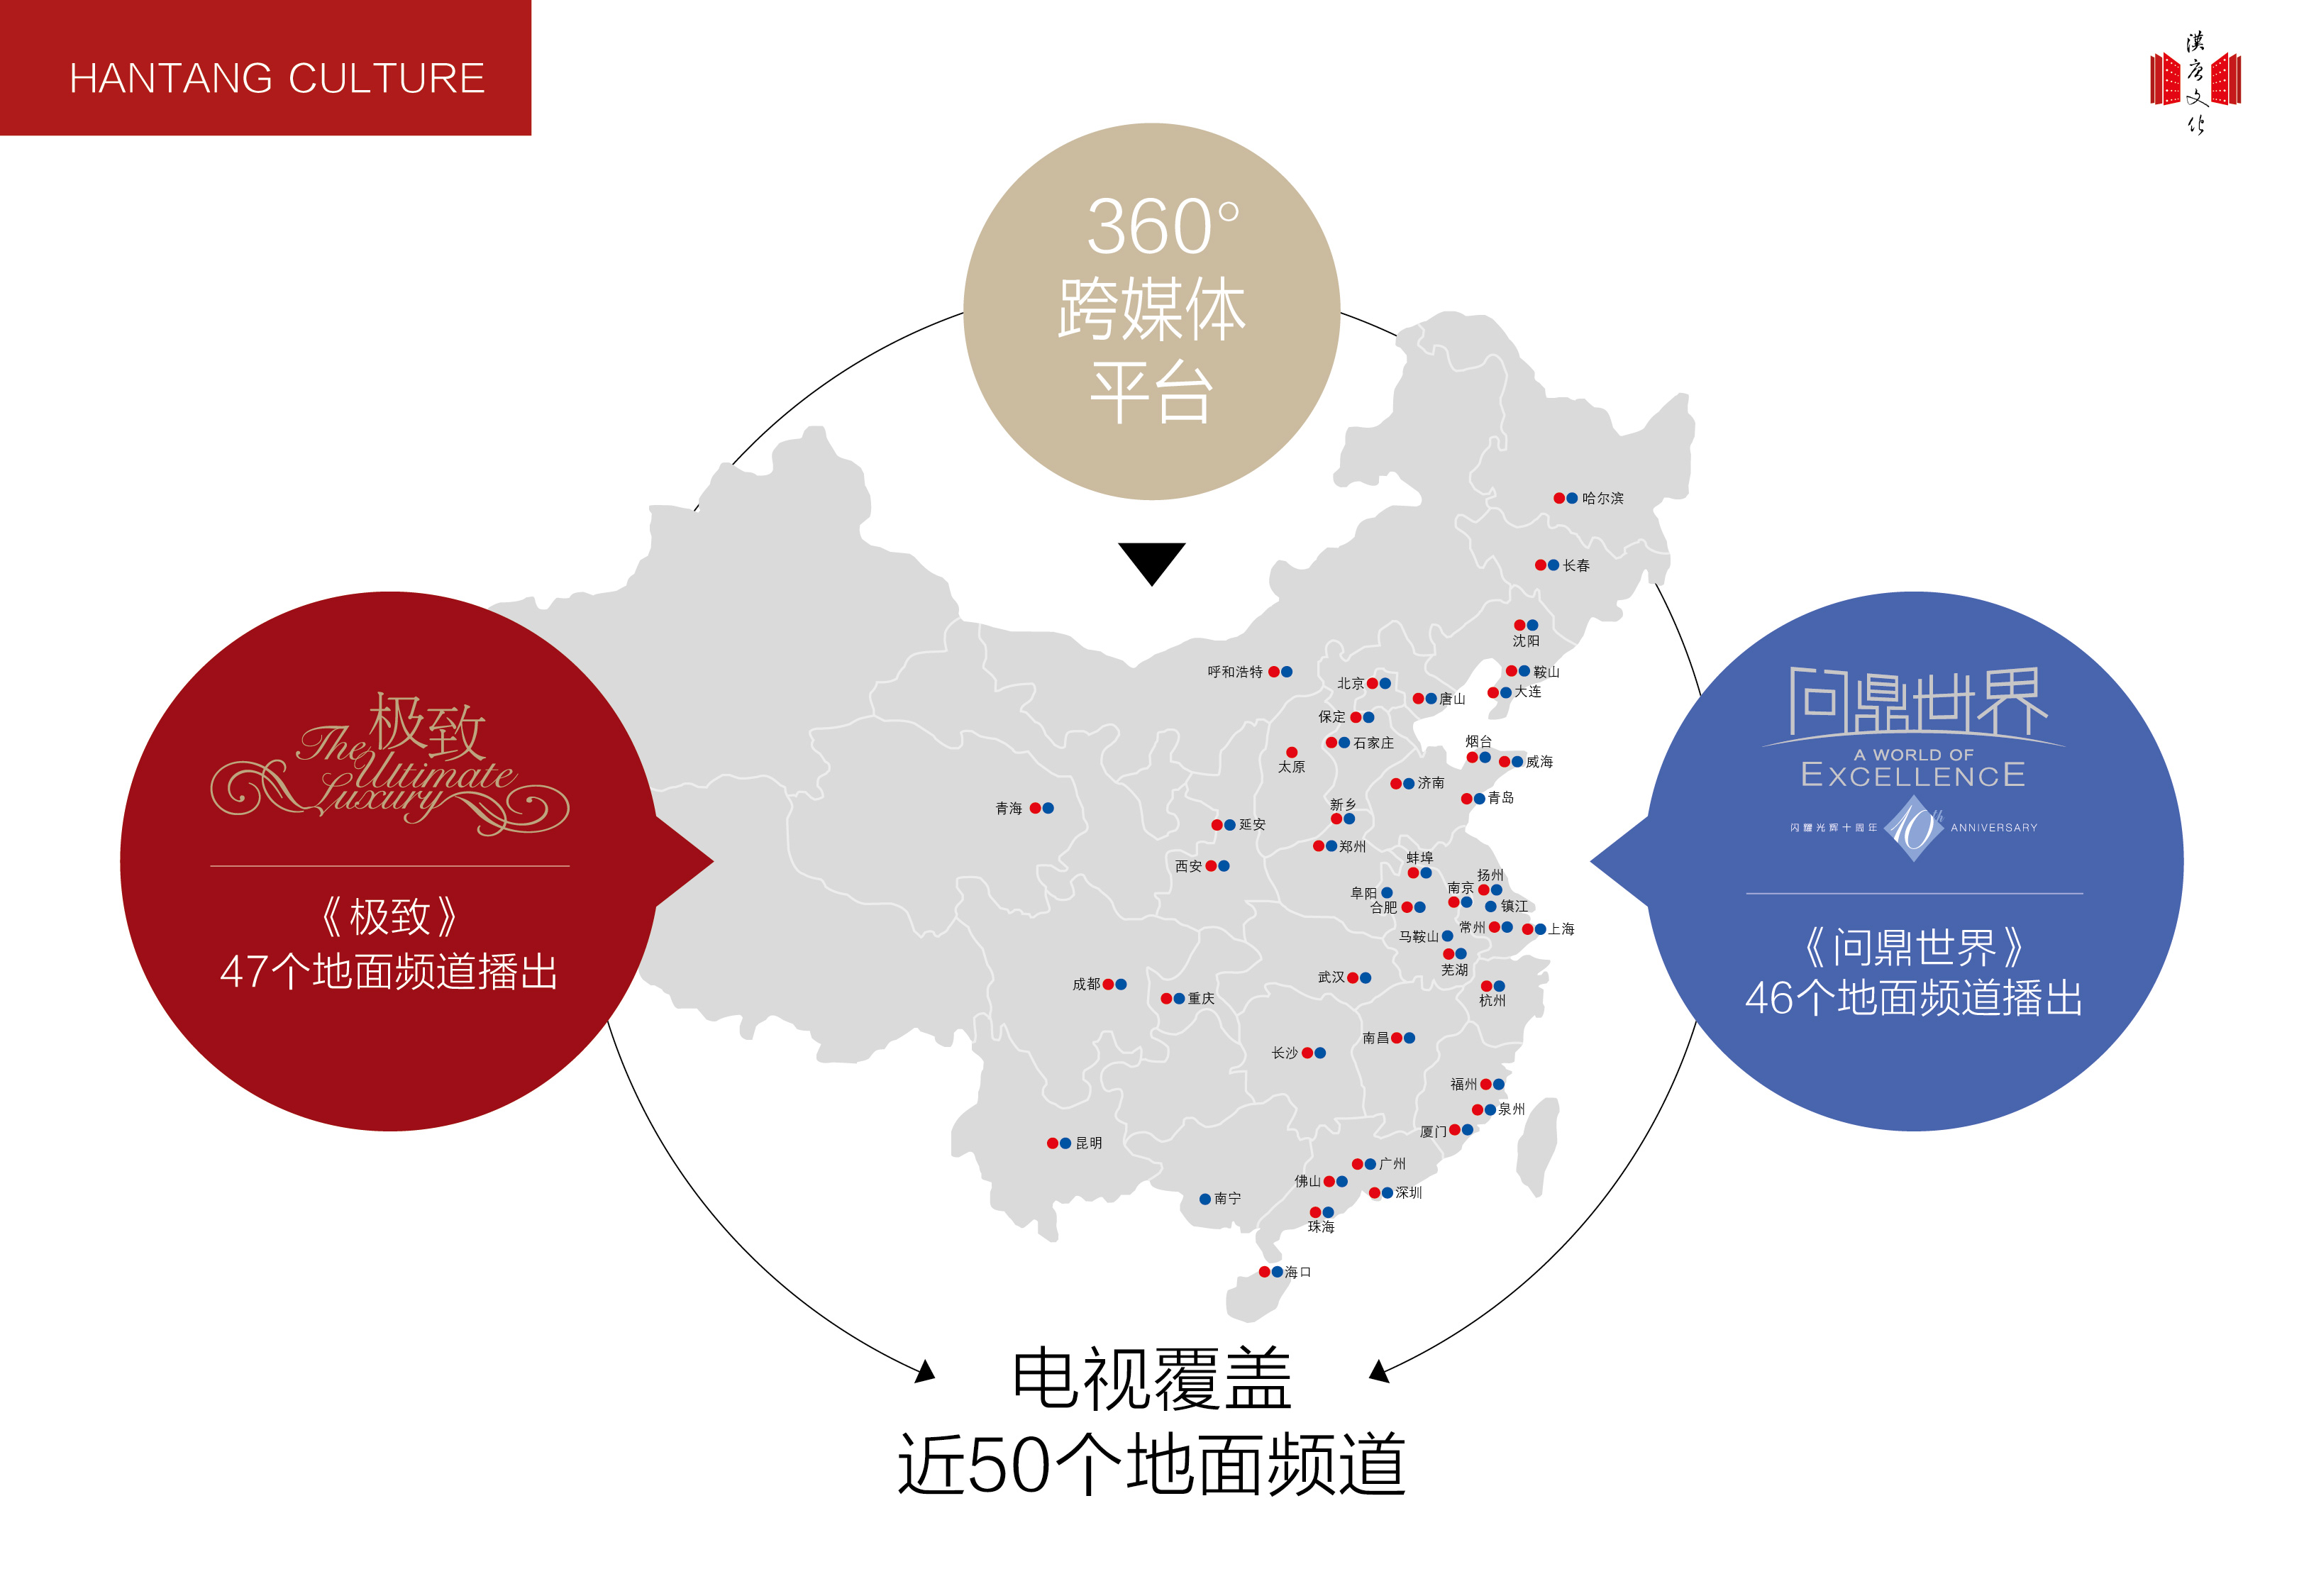 HANTANG CULTURE
漢唐文化
360°
跨媒体
平台
哈尔滨
长春
沈阳
鞍山
大连
呼和浩特
北京
唐山
保定
石家庄
太原
烟台
威海
济南
青岛
青海
新乡
延安
郑州
西安
蚌埠
扬州
阜阳
南京
合肥
镇江
常州
上海
马鞍山
芜湖
武汉
成都
重庆
杭州
南昌
长沙
福州
泉州
厦门
昆明
广州
佛山
深圳
南宁
珠海
海口
极致
The Ultimate
Luxury
《极致》
47个地面频道播出
问鼎世界
A WORLD OF
EXCELLENCE
闪耀光辉十周年 10th ANNIVERSARY
《问鼎世界》
46个地面频道播出
电视覆盖
近50个地面频道